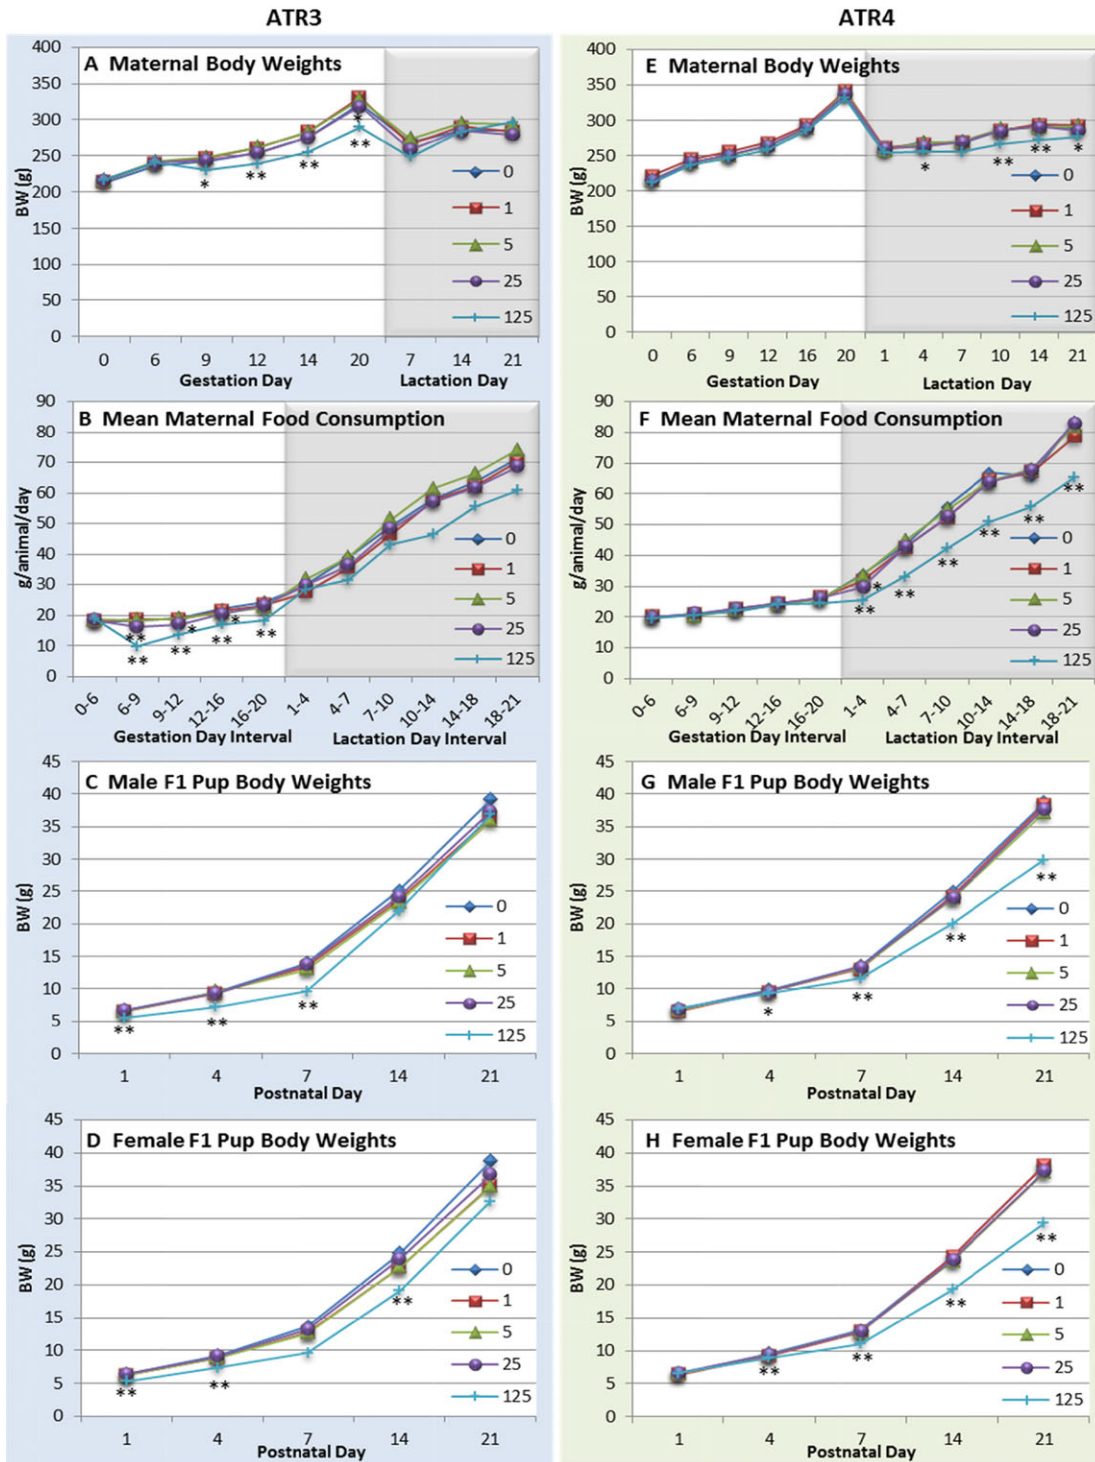 ATR3
A Maternal Body Weights
BW (g)
400
350
300
250
200
150
100
50
0
* ** ** * **
0
1
5
25
125
0 6 9 12 14 20 7 14 21
Gestation Day Lactation Day
B Mean Maternal Food Consumption
g/animal/day
90
80
70
60
50
40
30
20
10
0
** ** * ** * ** **
0
1
5
25
125
0-6 6-9 9-12 12-16 16-20 1-4 4-7 7-10 10-14 14-18 18-21
Gestation Day Interval Lactation Day Interval
C Male F1 Pup Body Weights
BW (g)
45
40
35
30
25
20
15
10
5
0
** ** **
0
1
5
25
125
1 4 7 14 21
Postnatal Day
D Female F1 Pup Body Weights
BW (g)
45
40
35
30
25
20
15
10
5
0
** ** **
0
1
5
25
125
1 4 7 14 21
Postnatal Day
ATR4
E Maternal Body Weights
BW (g)
400
350
300
250
200
150
100
50
0
* ** ** *
0
1
5
25
125
0 6 9 12 16 20 1 4 7 10 14 21
Gestation Day Lactation Day
F Mean Maternal Food Consumption
g/animal/day
90
80
70
60
50
40
30
20
10
0
* ** ** ** ** ** **
0
1
5
25
125
0-6 6-9 9-12 12-16 16-20 1-4 4-7 7-10 10-14 14-18 18-21
Gestation Day Interval Lactation Day Interval
G Male F1 Pup Body Weights
BW (g)
45
40
35
30
25
20
15
10
5
0
* ** ** **
0
1
5
25
125
1 4 7 14 21
Postnatal Day
H Female F1 Pup Body Weights
BW (g)
45
40
35
30
25
20
15
10
5
0
** ** ** **
0
1
5
25
125
1 4 7 14 21
Postnatal Day